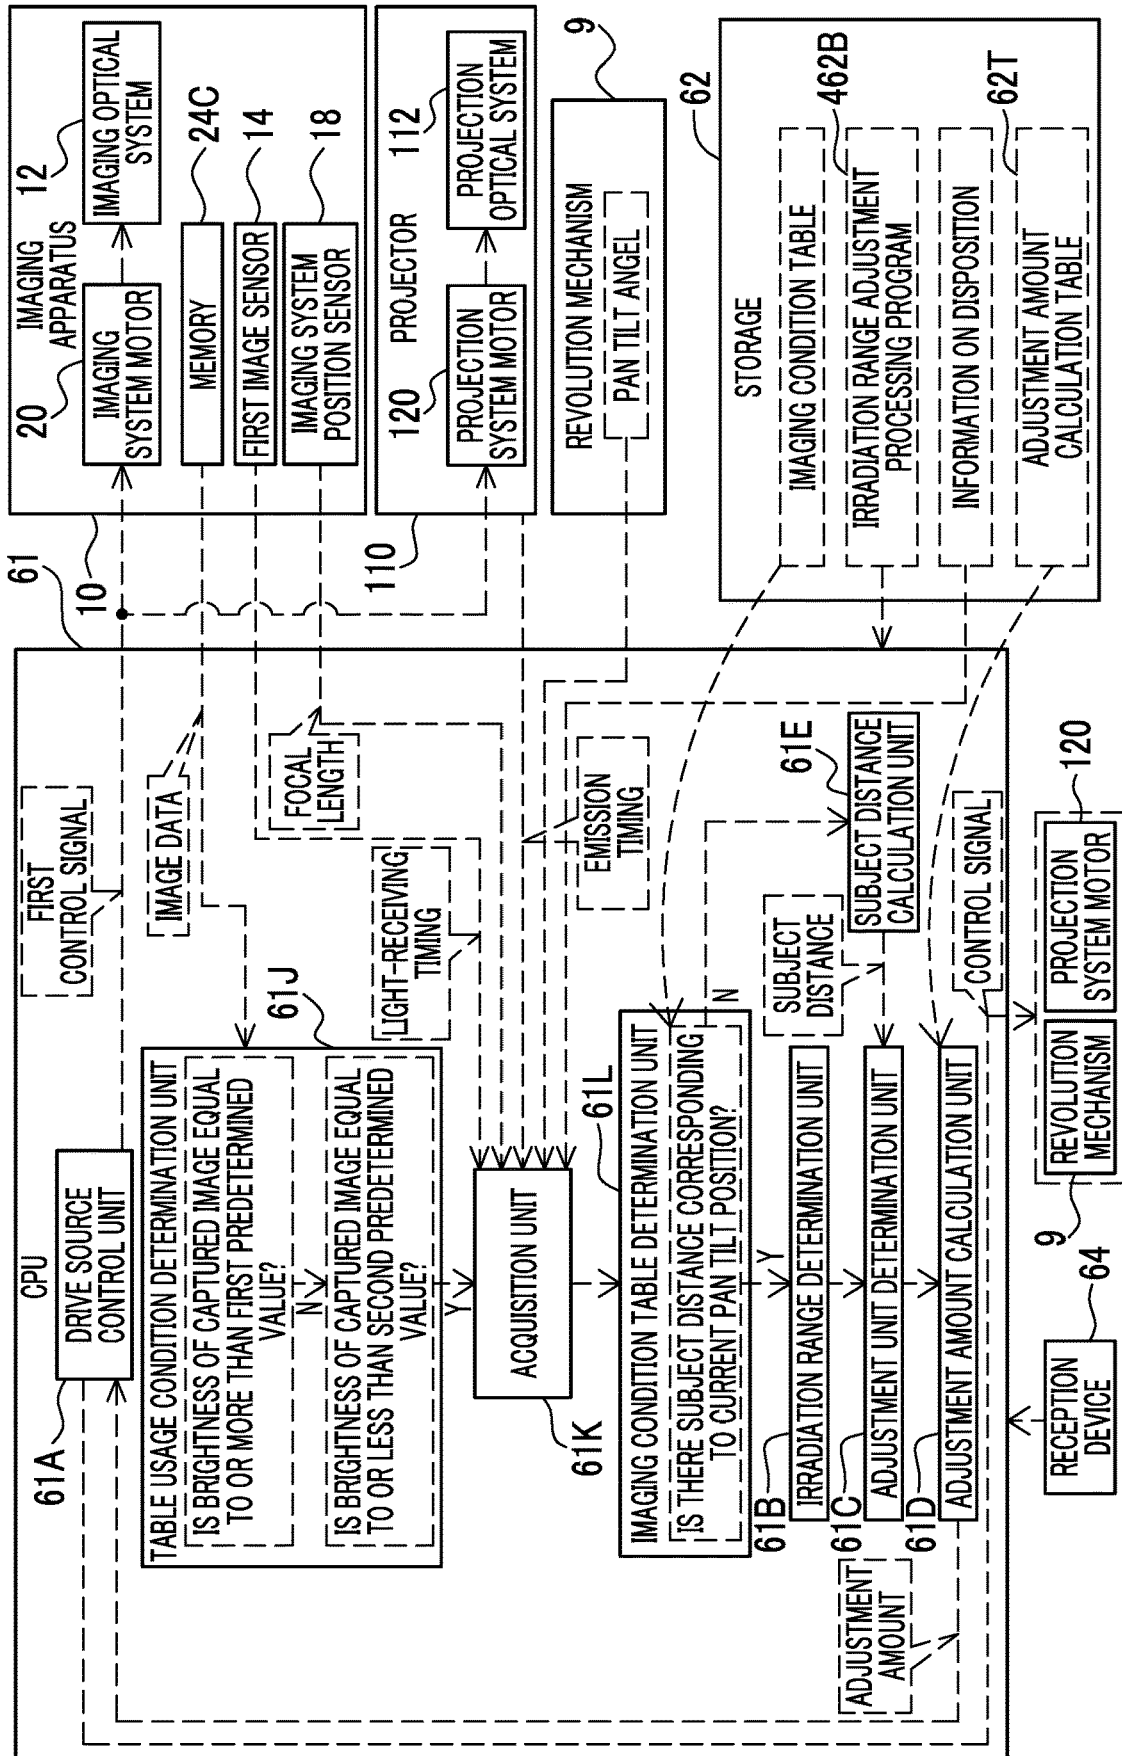 CPU
61
61A
DRIVE SOURCE
CONTROL UNIT
FIRST
CONTROL SIGNAL
IMAGE DATA
61J
TABLE USAGE CONDITION DETERMINATION UNIT
IS BRIGHTNESS OF CAPTURED IMAGE EQUAL
TO OR MORE THAN FIRST PREDETERMINED
VALUE?
N
IS BRIGHTNESS OF CAPTURED IMAGE EQUAL
TO OR LESS THAN SECOND PREDETERMINED
VALUE?
Y
LIGHT-RECEIVING
TIMING
FOCAL
LENGTH
EMISSION
TIMING
ACQUISITION UNIT
61K
61L
IMAGING CONDITION TABLE DETERMINATION UNIT
IS THERE SUBJECT DISTANCE CORRESPONDING
TO CURRENT PAN TILT POSITION?
N
Y
61E
SUBJECT DISTANCE
CALCULATION UNIT
SUBJECT
DISTANCE
61B
IRRADIATION RANGE DETERMINATION UNIT
61C
ADJUSTMENT UNIT DETERMINATION UNIT
61D
ADJUSTMENT AMOUNT CALCULATION UNIT
ADJUSTMENT
AMOUNT
CONTROL SIGNAL
RECEPTION
DEVICE
64
REVOLUTION
MECHANISM
9
PROJECTION
SYSTEM MOTOR
120
10
IMAGING
APPARATUS
20
IMAGING
SYSTEM MOTOR
12
IMAGING OPTICAL
SYSTEM
MEMORY
24C
FIRST IMAGE SENSOR
14
IMAGING SYSTEM
POSITION SENSOR
18
110
PROJECTOR
120
PROJECTION
SYSTEM MOTOR
112
PROJECTION
OPTICAL SYSTEM
REVOLUTION MECHANISM
PAN TILT ANGEL
9
STORAGE
62
IMAGING CONDITION TABLE
IRRADIATION RANGE ADJUSTMENT
PROCESSING PROGRAM
462B
INFORMATION ON DISPOSITION
ADJUSTMENT AMOUNT
CALCULATION TABLE
62T